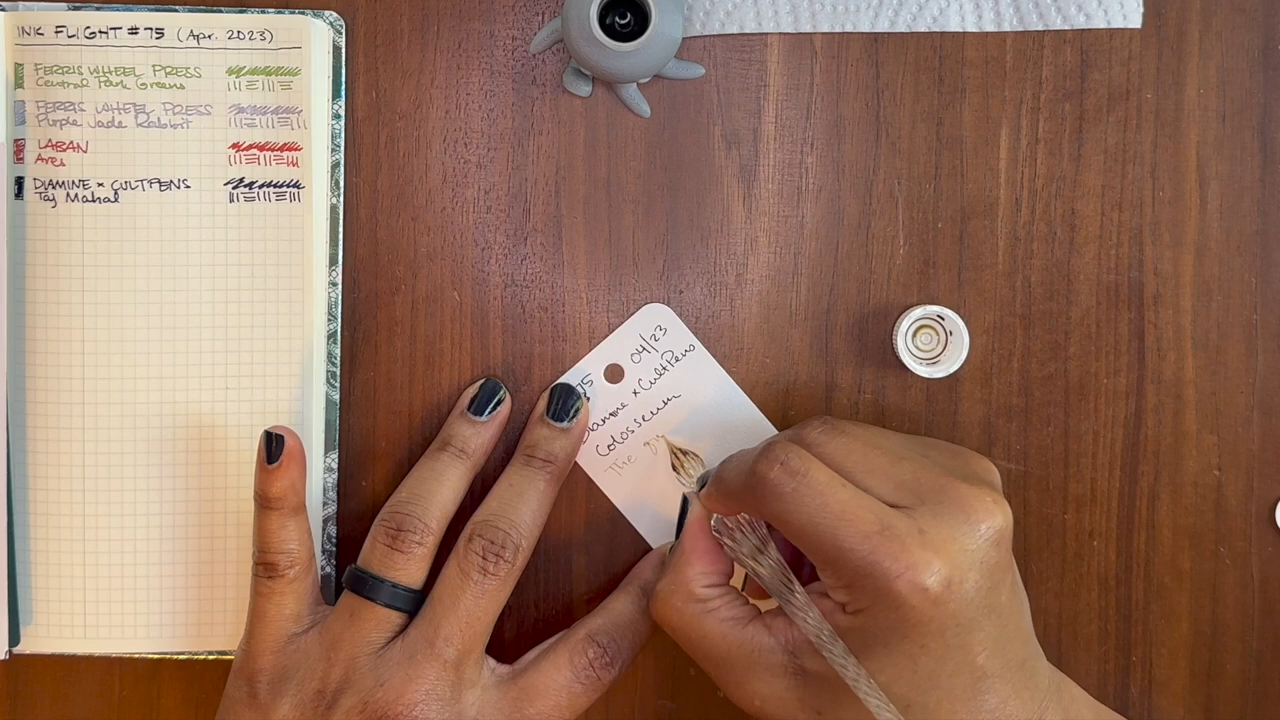 INK FLIGHT #75 (Apr. 2023)
FERRIS WHEEL PRESS
Central Park Greens
FERRIS WHEEL PRESS
Purple Jade Rabbit
LABAN
Ares
DIAMINE × CULTPENS
Taj Mahal
75 04/23
Diamine × CultPens
Colosseum
The